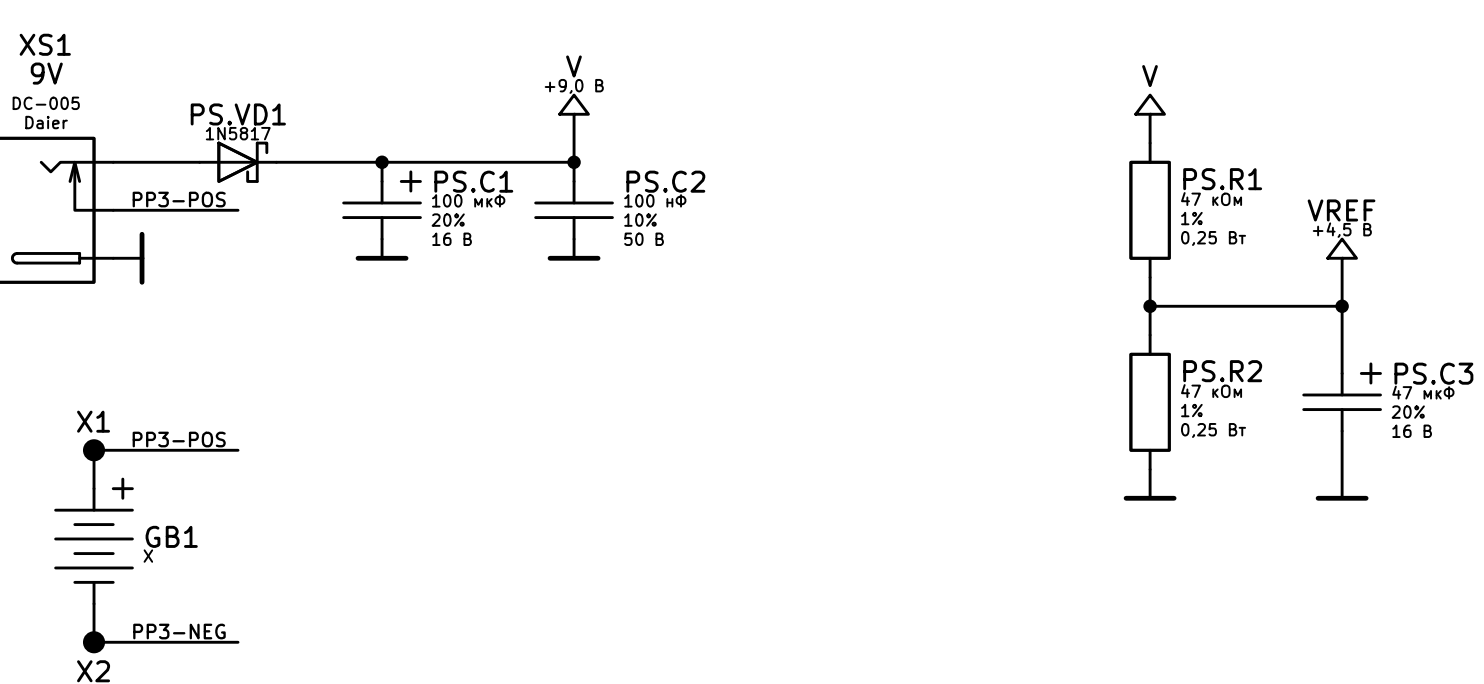 XS1
9V
DC-005
Daier
PP3-POS
PS.VD1
1N5817
V
+9,0 В
+ PS.C1
100 мкФ
20%
16 В
PS.C2
100 нФ
10%
50 В
V
PS.R1
47 кОм
1%
0,25 Вт
VREF
+4,5 В
PS.R2
47 кОм
1%
0,25 Вт
+ PS.C3
47 мкФ
20%
16 В
X1
PP3-POS
+
GB1
X
PP3-NEG
X2